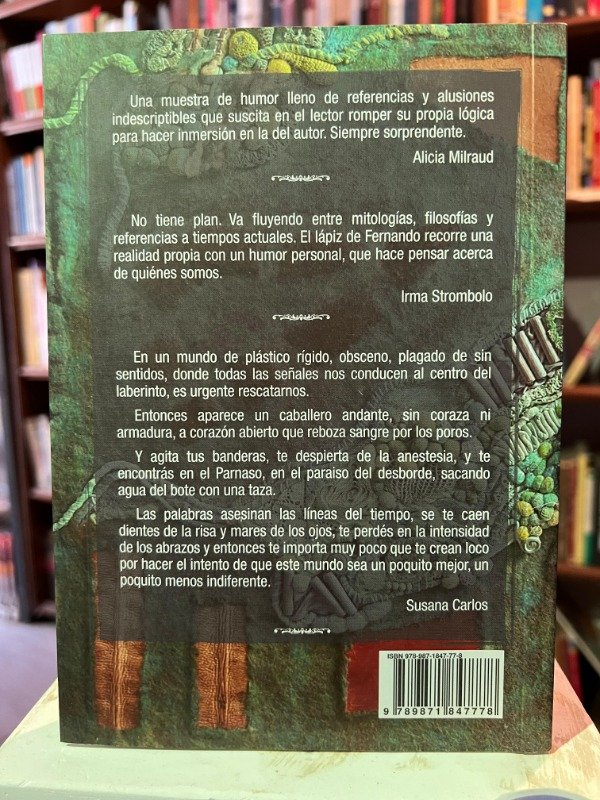 Una muestra de humor lleno de referencias y alusiones
indescriptibles que suscita en el lector romper su propia lógica
para hacer inmersión en la del autor. Siempre sorprendente.
Alicia Milraud
No tiene plan. Va fluyendo entre mitologías, filosofías y
referencias a tiempos actuales. El lápiz de Fernando recorre una
realidad propia con un humor personal, que hace pensar acerca
de quiénes somos.
Irma Strombolo
En un mundo de plástico rígido, obsceno, plagado de sin
sentidos, donde todas las señales nos conducen al centro del
laberinto, es urgente rescatarnos.
Entonces aparece un caballero andante, sin coraza ni
armadura, a corazón abierto que reboza sangre por los poros.
Y agita tus banderas, te despierta de la anestesia, y te
encontrás en el Parnaso, en el paraiso del desborde, sacando
agua del bote con una taza.
Las palabras asesinan las líneas del tiempo, se te caen
dientes de la risa y mares de los ojos, te perdés en la intensidad
de los abrazos y entonces te importa muy poco que te crean loco
por hacer el intento de que este mundo sea un poquito mejor, un
poquito menos indiferente.
Susana Carlos
ISBN 978-987-1847-77-8
9 789871 847778